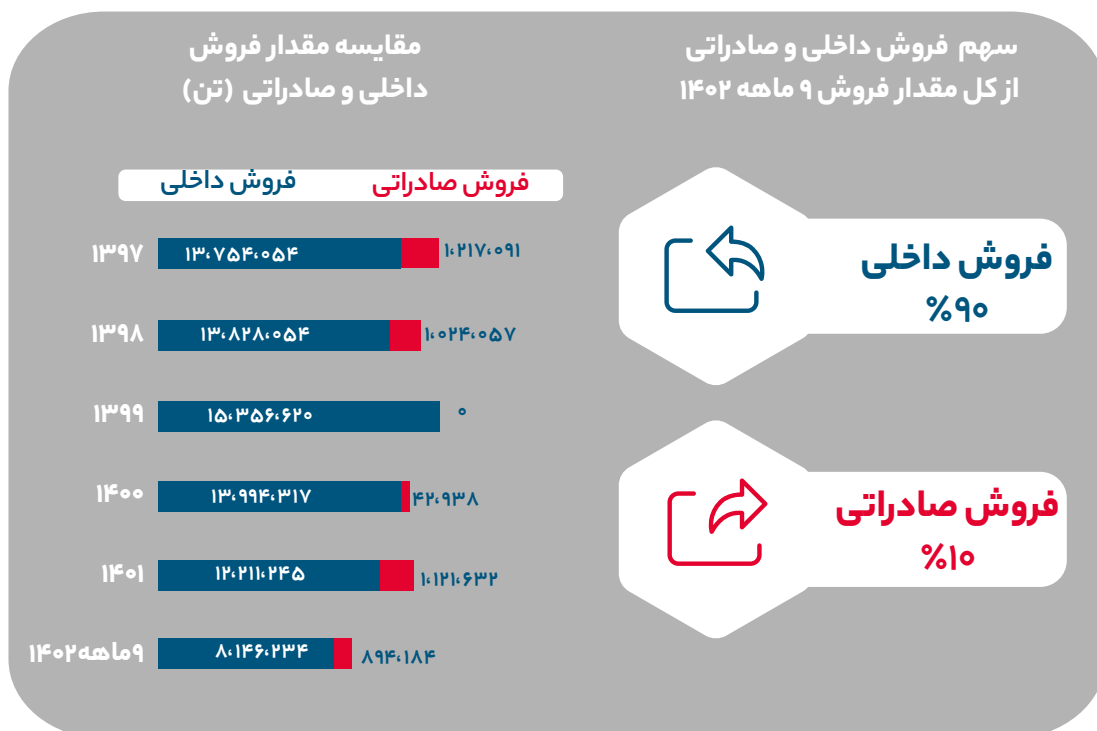 سهم فروش داخلی و صادراتی
از کل مقدار فروش ۹ ماهه ۱۴۰۲
فروش داخلی
%۹۰
فروش صادراتی
%۱۰
مقایسه مقدار فروش
داخلی و صادراتی (تن)
فروش صادراتی فروش داخلی
۱۳۹۷ ۱۳،۷۵۴،۰۵۴ ۱،۲۱۷،۰۹۱
۱۳۹۸ ۱۳،۸۲۸،۰۵۴ ۱،۰۲۴،۰۵۷
۱۳۹۹ ۱۵،۳۵۶،۶۲۰ ۰
۱۴۰۰ ۱۳،۹۹۴،۳۱۷ ۴۲،۹۳۸
۱۴۰۱ ۱۲،۲۱۱،۲۴۵ ۱،۱۲۱،۶۳۲
۹ماهه۱۴۰۲ ۸،۱۴۶،۲۳۴ ۸۹۴،۱۸۴